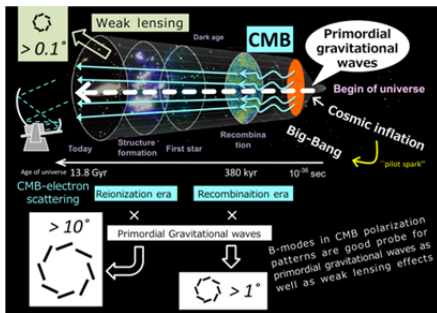 Weak lensing
> 0.1°
Dark age
CMB
Primordial
gravitational
waves
Begin of universe
Cosmic inflation
Big-Bang
"pilot spark"
Today
Structure
formation
First star
Recombina
tion
Age of universe
13.8 Gyr
380 kyr
10-36 sec
CMB-electron
scattering
Reionization era
Recombinaition era
×
×
Primordial Gravitational waves
> 10°
> 1°
B-modes in CMB polarization
patterns are good probe for
primordial gravitational waves as
well as weak lensing effects